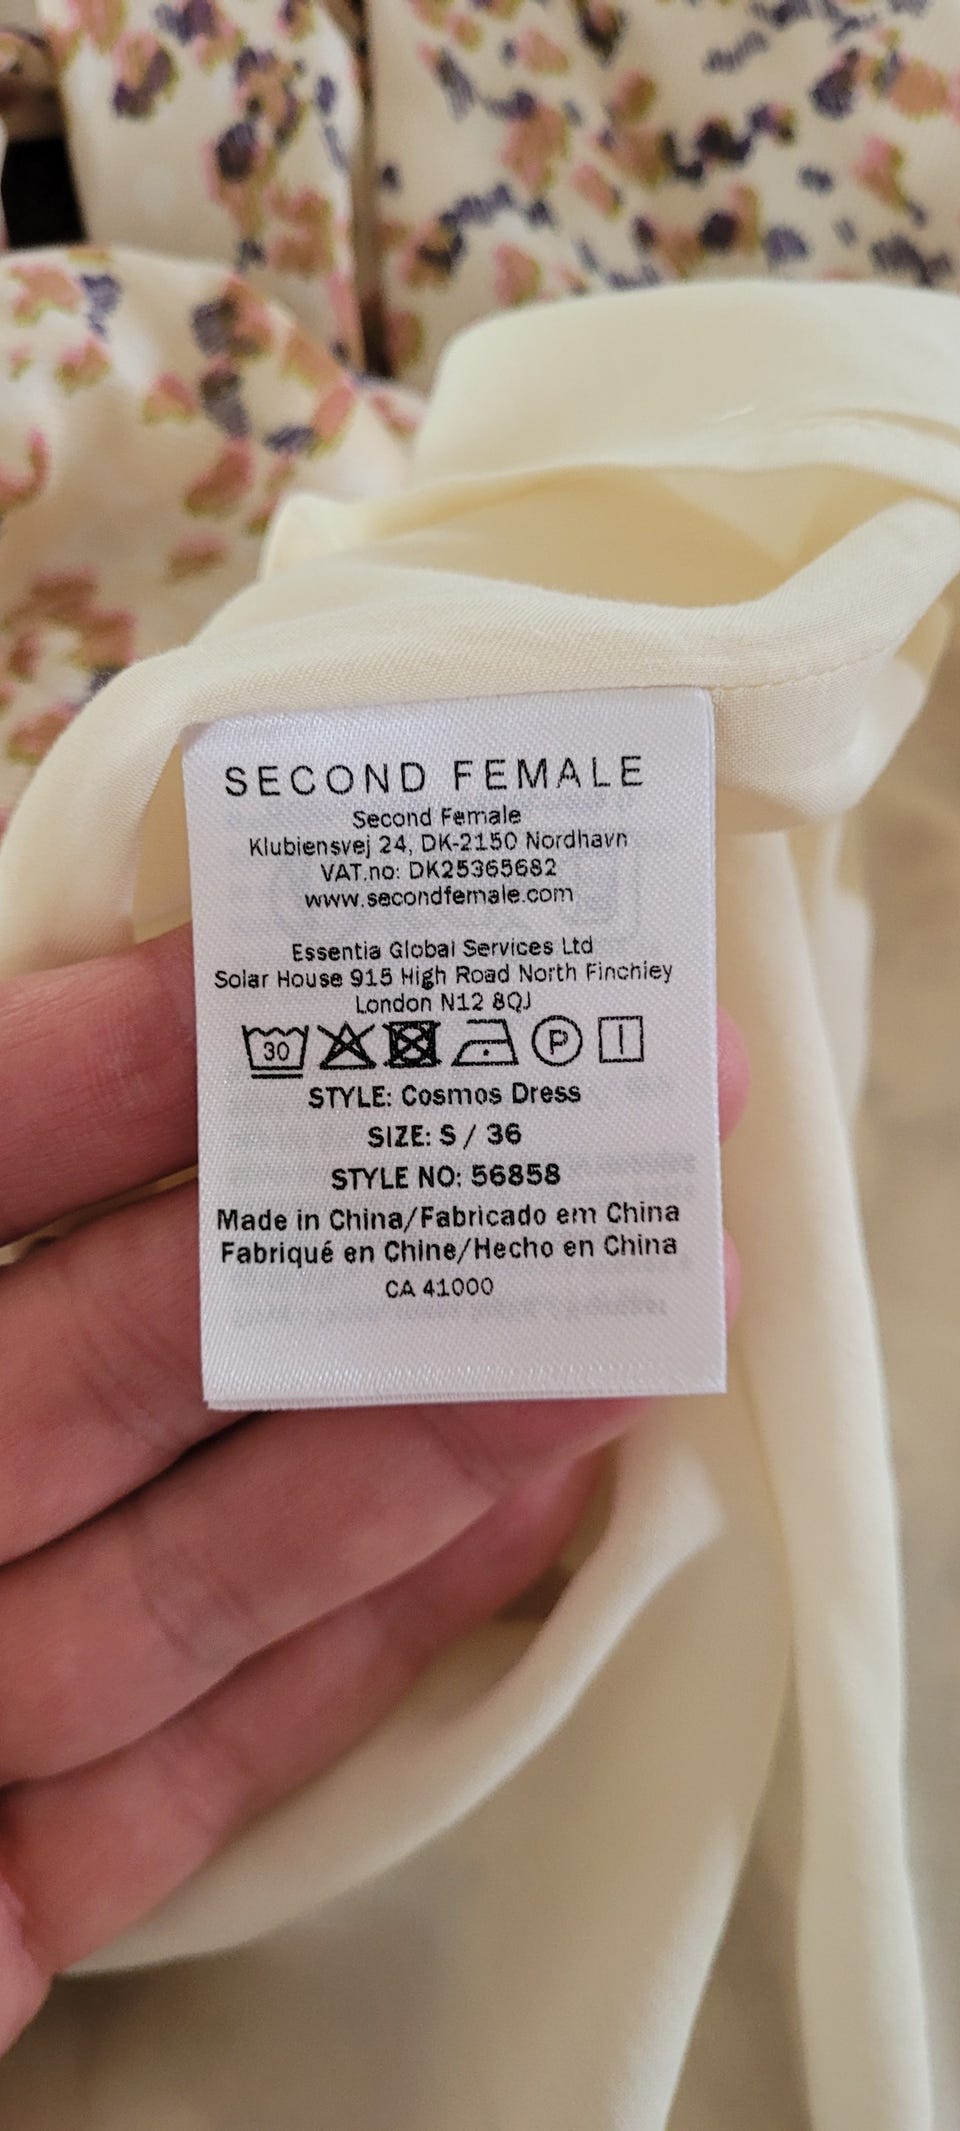 SECOND FEMALE
Second Female
Klubiensvej 24, DK-2150 Nordhavn
VAT.no: DK25365682
www.secondfemale.com
Essentia Global Services Ltd
Solar House 915 High Road North Finchley
London N12 8QJ
30 P
STYLE: Cosmos Dress
SIZE: S / 36
STYLE NO: 56858
Made in China/Fabricado em China
Fabriqué en Chine/Hecho en China
CA 41000